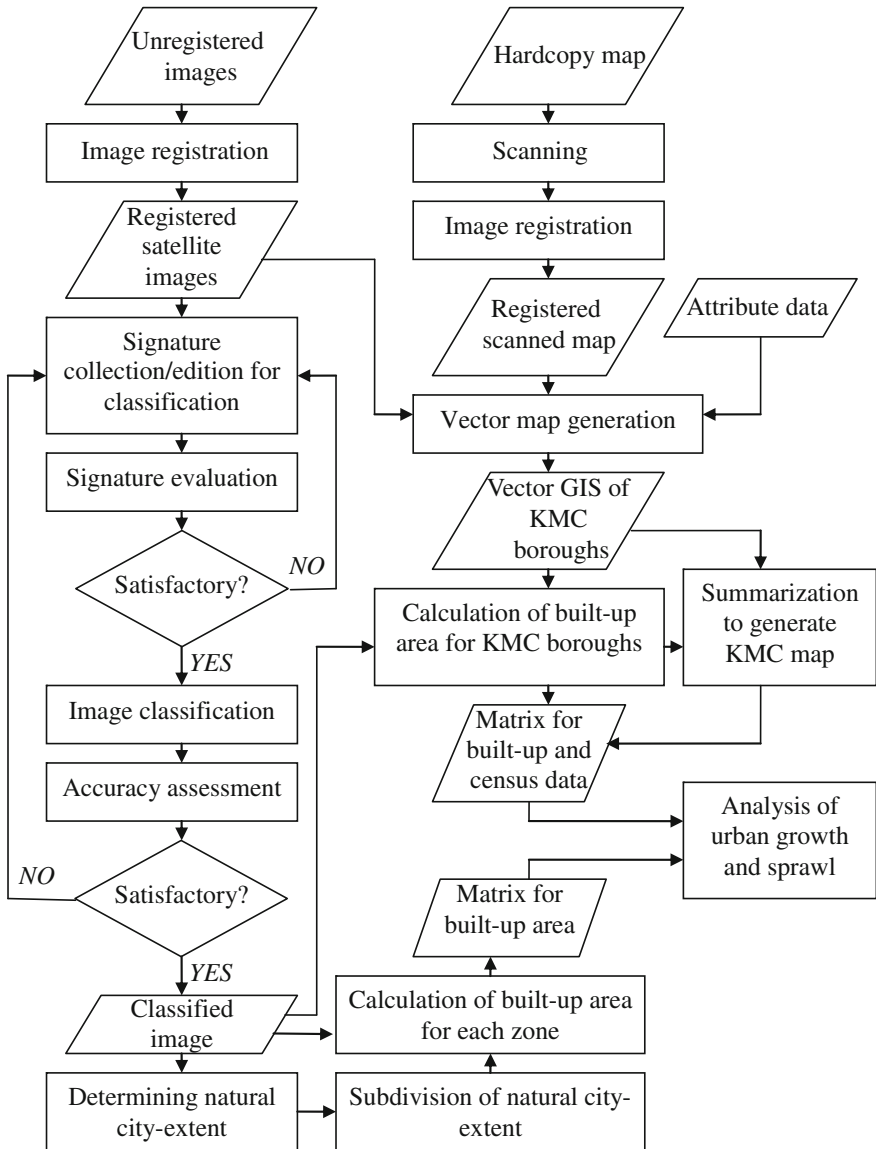 Unregistered
images
Hardcopy map
Image registration
Scanning
Registered
satellite
images
Image registration
Registered
scanned map
Attribute data
Signature
collection/edition for
classification
Vector map generation
Signature evaluation
Vector GIS of
KMC
boroughs
Satisfactory?
NO
YES
Calculation of built-up
area for KMC boroughs
Summarization
to generate
KMC map
Image classification
Matrix for
built-up and
census data
Accuracy assessment
Analysis of
urban growth
and sprawl
Satisfactory?
NO
YES
Matrix for
built-up area
Classified
image
Calculation of built-up area
for each zone
Determining natural
city-extent
Subdivision of natural city-
extent